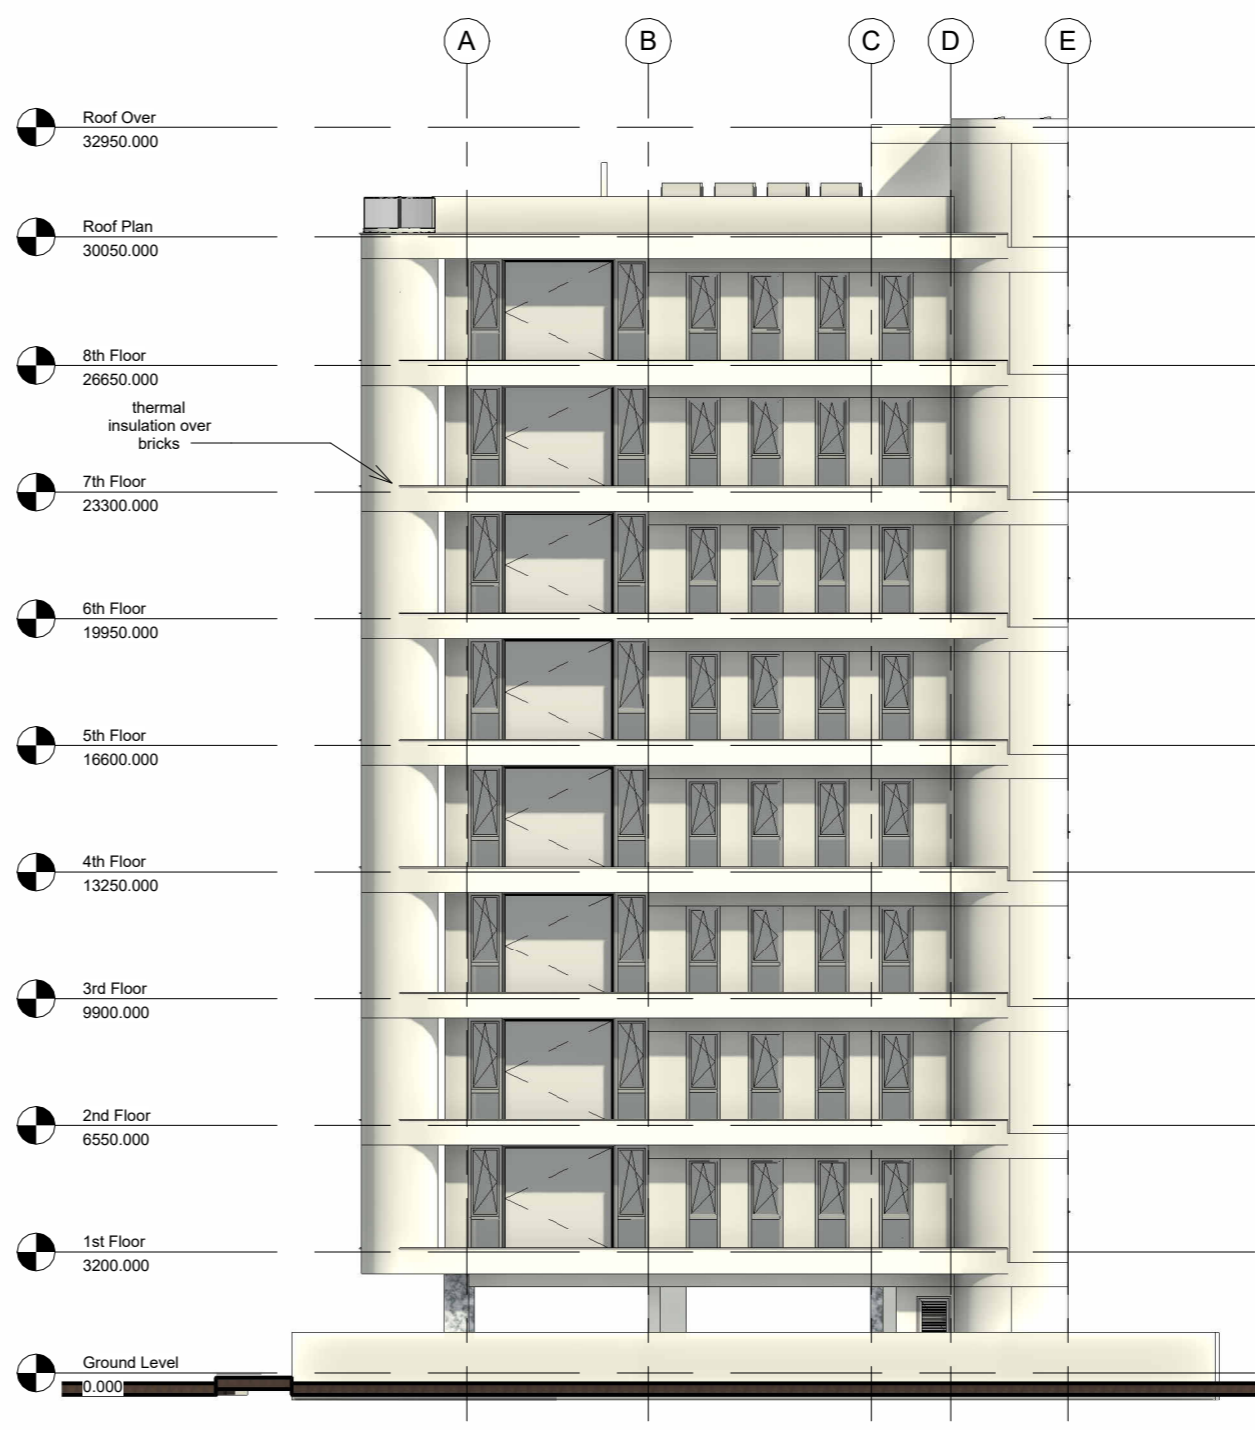 A B C D E
Roof Over
32950.000
Roof Plan
30050.000
8th Floor
26650.000
thermal
insulation over
bricks
7th Floor
23300.000
6th Floor
19950.000
5th Floor
16600.000
4th Floor
13250.000
3rd Floor
9900.000
2nd Floor
6550.000
1st Floor
3200.000
Ground Level
0.000